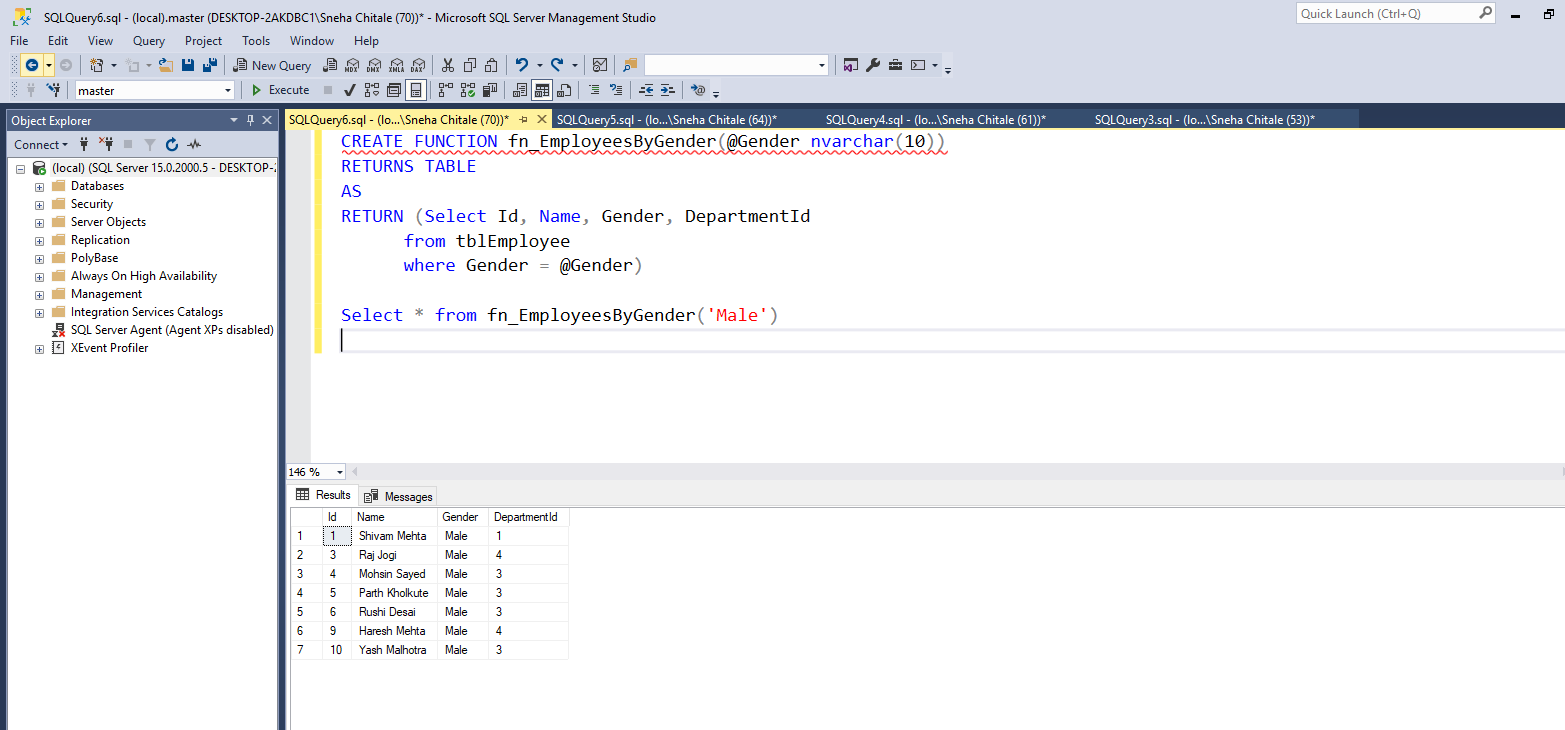 SQLQuery6.sql - (local).master (DESKTOP-2AKDBC1\Sneha Chitale (70))* - Microsoft SQL Server Management Studio
Quick Launch (Ctrl+Q)
File Edit View Query Project Tools Window Help
New Query MDX DMX XMLA DAX
master Execute
Object Explorer
SQLQuery6.sql - (lo...\Sneha Chitale (70))* SQLQuery5.sql - (lo...\Sneha Chitale (64))* SQLQuery4.sql - (lo...\Sneha Chitale (61))* SQLQuery3.sql - (lo...\Sneha Chitale (53))*
Connect
(local) (SQL Server 15.0.2000.5 - DESKTOP-2
Databases
Security
Server Objects
Replication
PolyBase
Always On High Availability
Management
Integration Services Catalogs
SQL Server Agent (Agent XPs disabled)
XEvent Profiler
CREATE FUNCTION fn_EmployeesByGender(@Gender nvarchar(10))
RETURNS TABLE
AS
RETURN (Select Id, Name, Gender, DepartmentId
from tblEmployee
where Gender = @Gender)
Select * from fn_EmployeesByGender('Male')
146 %
Results Messages
Id Name Gender DepartmentId
1 1 Shivam Mehta Male 1
2 3 Raj Jogi Male 4
3 4 Mohsin Sayed Male 3
4 5 Parth Kholkute Male 3
5 6 Rushi Desai Male 3
6 9 Haresh Mehta Male 4
7 10 Yash Malhotra Male 3